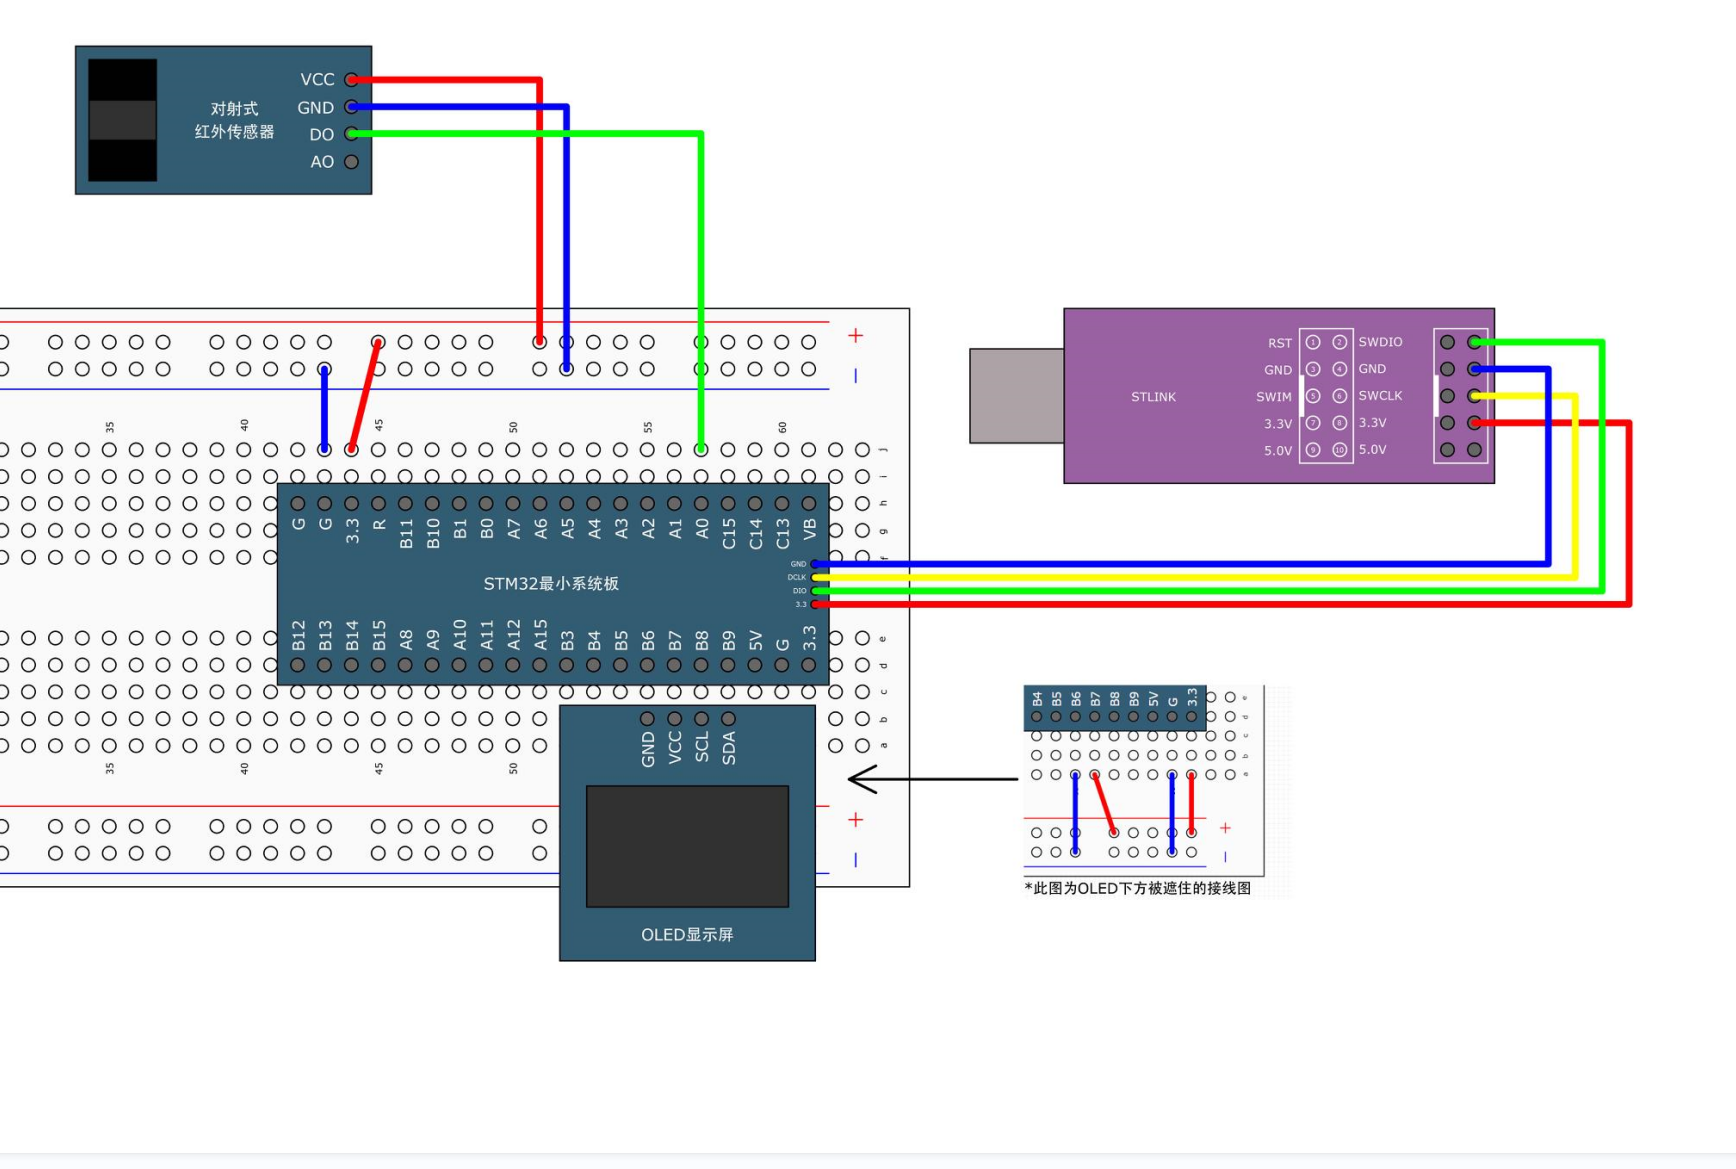 VCC
对射式
GND
红外传感器
DO
AO
+
—
35
40
45
50
55
60
j
i
h
g
f
G
G
3.3
R
B11
B10
B1
B0
A7
A6
A5
A4
A3
A2
A1
A0
C15
C14
C13
VB
STM32最小系统板
GND
DCLK
DIO
3.3
B12
B13
B14
B15
A8
A9
A10
A11
A12
A15
B3
B4
B5
B6
B7
B8
B9
5V
G
3.3
e
d
c
b
a
35
40
45
50
GND
VCC
SCL
SDA
+
—
OLED显示屏
STLINK
RST 1 2 SWDIO
GND 3 4 GND
SWIM 5 6 SWCLK
3.3V 7 8 3.3V
5.0V 9 10 5.0V
B4
B5
B6
B7
B8
B9
5V
G
3.3
e
d
c
b
a
+
—
*此图为OLED下方被遮住的接线图